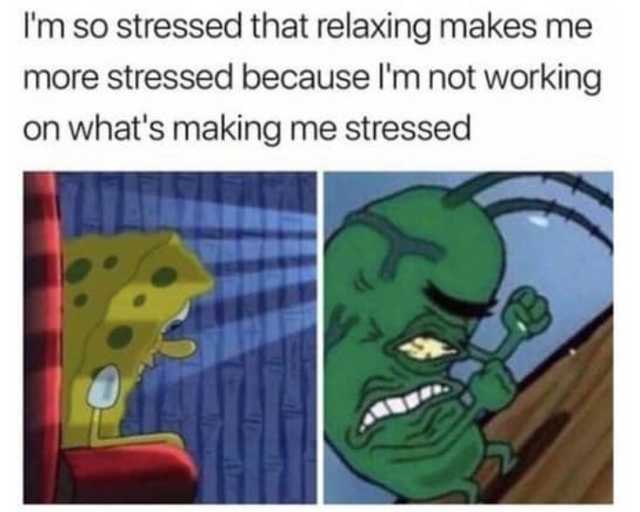 I'm so stressed that relaxing makes me
more stressed because I'm not working
on what's making me stressed